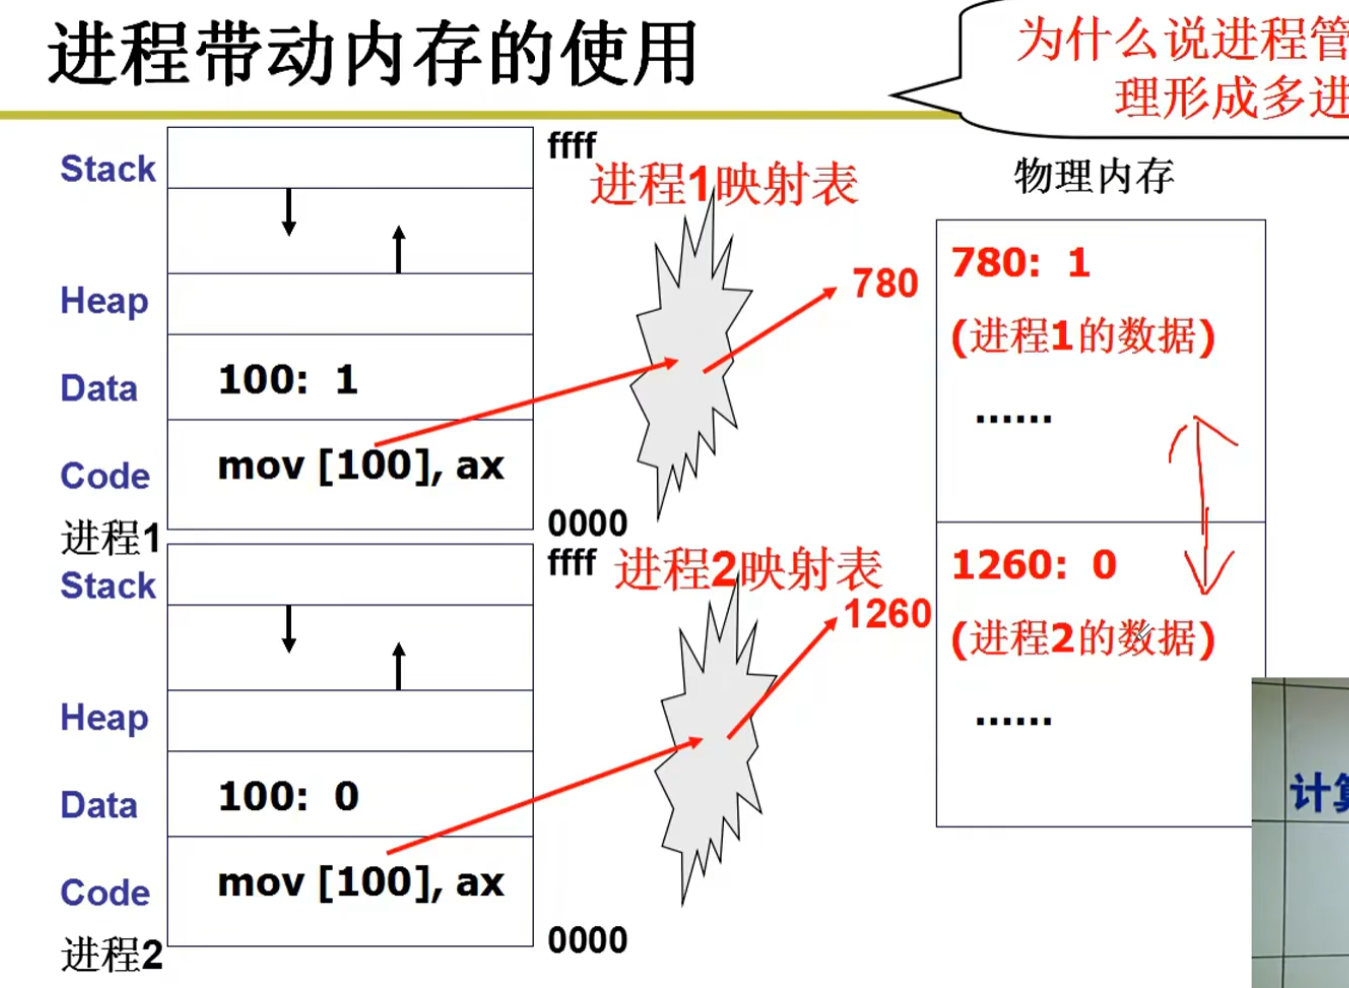 进程带动内存的使用
为什么说进程管
理形成多进
Stack
ffff
进程1映射表
物理内存
780: 1
780
Heap
(进程1的数据)
100: 1
Data
......
mov [100], ax
Code
0000
进程1
ffff
进程2映射表
1260: 0
Stack
1260
(进程2的数据)
Heap
......
100: 0
Data
计算
mov [100], ax
Code
0000
进程2